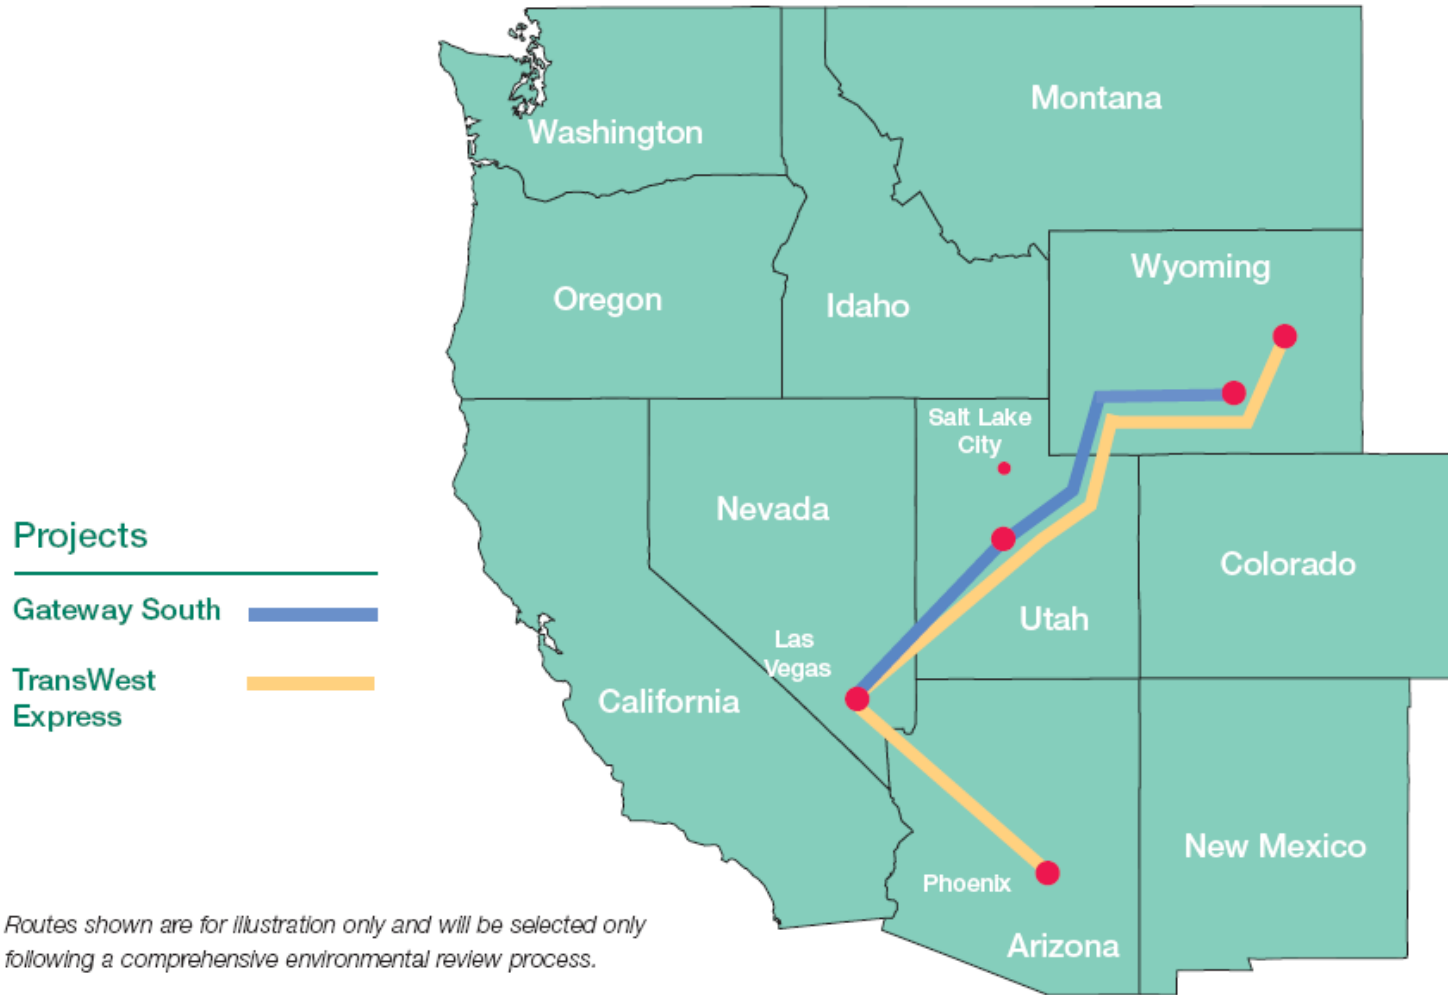 Washington
Montana
Wyoming
Oregon
Idaho
Salt Lake
City
Nevada
Projects
Colorado
Gateway South
Utah
Las
Vegas
TransWest
Express
California
New Mexico
Phoenix
Arizona
Routes shown are for illustration only and will be selected only
following a comprehensive environmental review process.